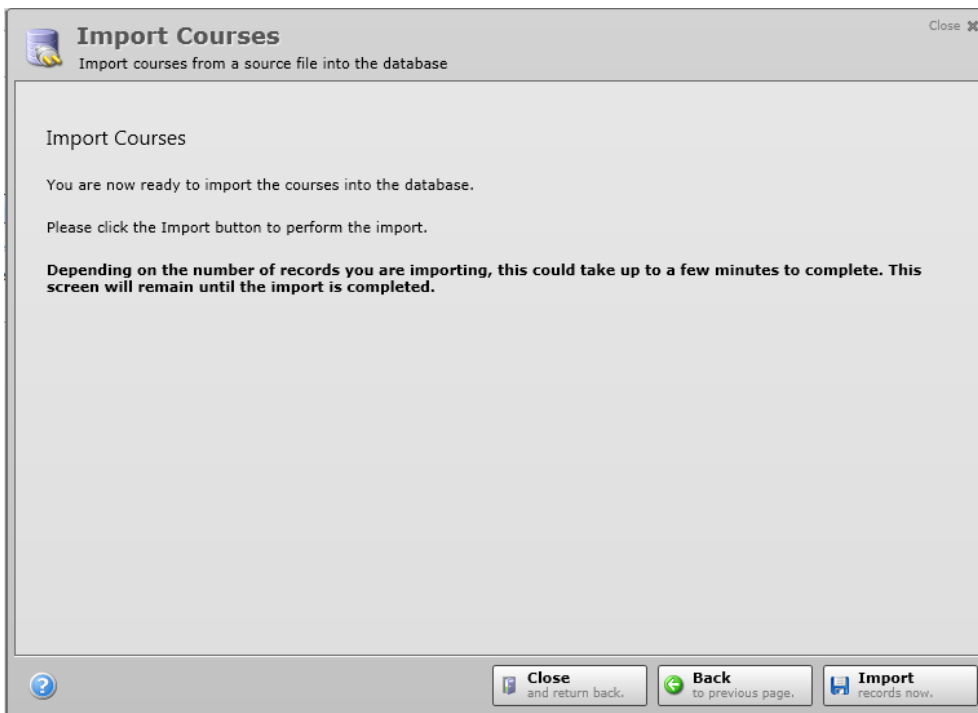 Import Courses
Close
Import courses from a source file into the database
Import Courses
You are now ready to import the courses into the database.
Please click the Import button to perform the import.
Depending on the number of records you are importing, this could take up to a few minutes to complete. This
screen will remain until the import is completed.
Close
and return back.
Back
to previous page.
Import
records now.